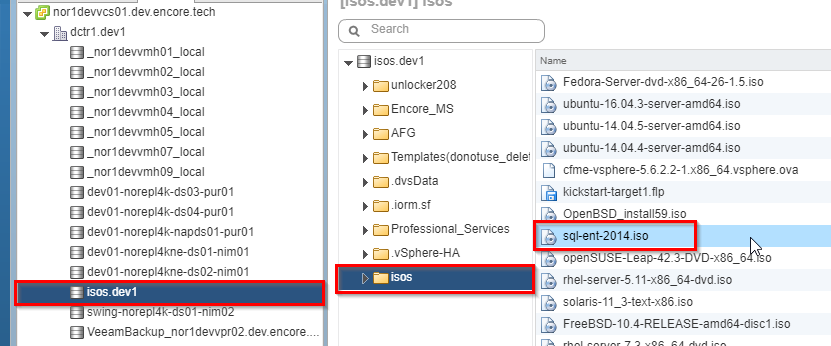 nor1devvcs01.dev.encore.tech
dctr1.dev1
_nor1devvmh01_local
_nor1devvmh02_local
_nor1devvmh03_local
_nor1devvmh04_local
_nor1devvmh05_local
_nor1devvmh07_local
_nor1devvmh09_local
dev01-norepl4k-ds03-pur01
dev01-norepl4k-ds04-pur01
dev01-norepl4k-napds01-pur01
dev01-norepl4kne-ds01-nim01
dev01-norepl4kne-ds02-nim01
isos.dev1
swing-norepl4k-ds01-nim02
VeeamBackup_nor1devvpr02.dev.encore....
[isos.dev1] isos
Search
isos.dev1
unlocker208
Encore_MS
AFG
Templates(donotuse_delet
.dvsData
.iorm.sf
Professional_Services
.vSphere-HA
isos
Name
Fedora-Server-dvd-x86_64-26-1.5.iso
ubuntu-16.04.3-server-amd64.iso
ubuntu-14.04.5-server-amd64.iso
ubuntu-14.04.4-server-amd64.iso
cfme-vsphere-5.6.2.2-1.x86_64.vsphere.ova
kickstart-target1.flp
OpenBSD_install59.iso
sql-ent-2014.iso
openSUSE-Leap-42.3-DVD-x86_64.iso
rhel-server-5.11-x86_64-dvd.iso
solaris-11_3-text-x86.iso
FreeBSD-10.4-RELEASE-amd64-disc1.iso
rhel-server-7.3-x86_64-dvd.iso